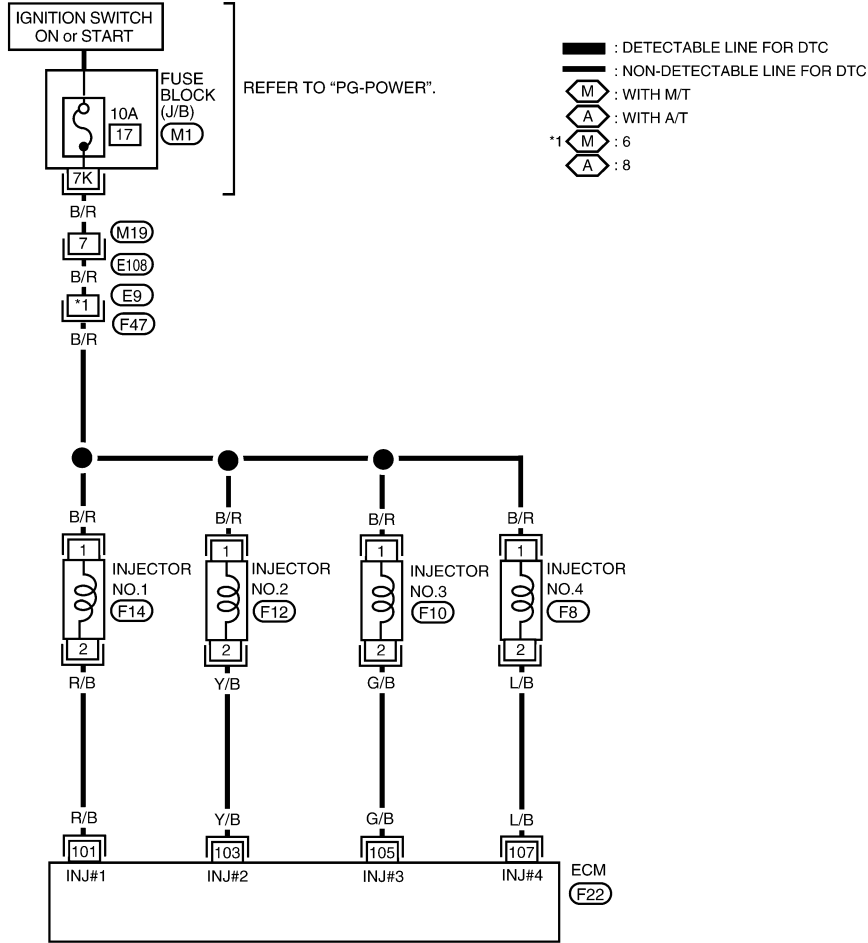 IGNITION SWITCH
ON or START
FUSE
BLOCK
(J/B)
M1
10A
17
7K
REFER TO “PG-POWER”.
: DETECTABLE LINE FOR DTC
: NON-DETECTABLE LINE FOR DTC
M : WITH M/T
A : WITH A/T
*1 M : 6
A : 8
B/R
7
M19
E108
B/R
*1
E9
F47
B/R
B/R B/R B/R B/R
1 1 1 1
INJECTOR
NO.1
F14
INJECTOR
NO.2
F12
INJECTOR
NO.3
F10
INJECTOR
NO.4
F8
2 2 2 2
R/B Y/B G/B L/B
R/B Y/B G/B L/B
101 103 105 107
INJ#1 INJ#2 INJ#3 INJ#4
ECM
F22